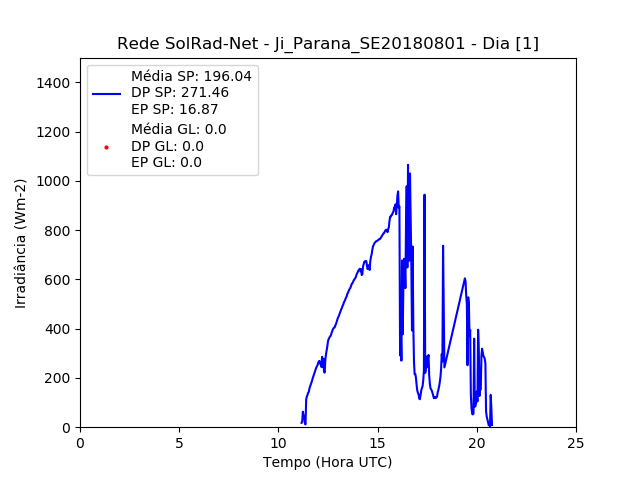 Rede SolRad-Net - Ji_Parana_SE20180801 - Dia [1]
Média SP: 196.04
DP SP: 271.46
EP SP: 16.87
Média GL: 0.0
DP GL: 0.0
EP GL: 0.0
Irradiância (Wm-2)
1400
1200
1000
800
600
400
200
0
0 5 10 15 20 25
Tempo (Hora UTC)